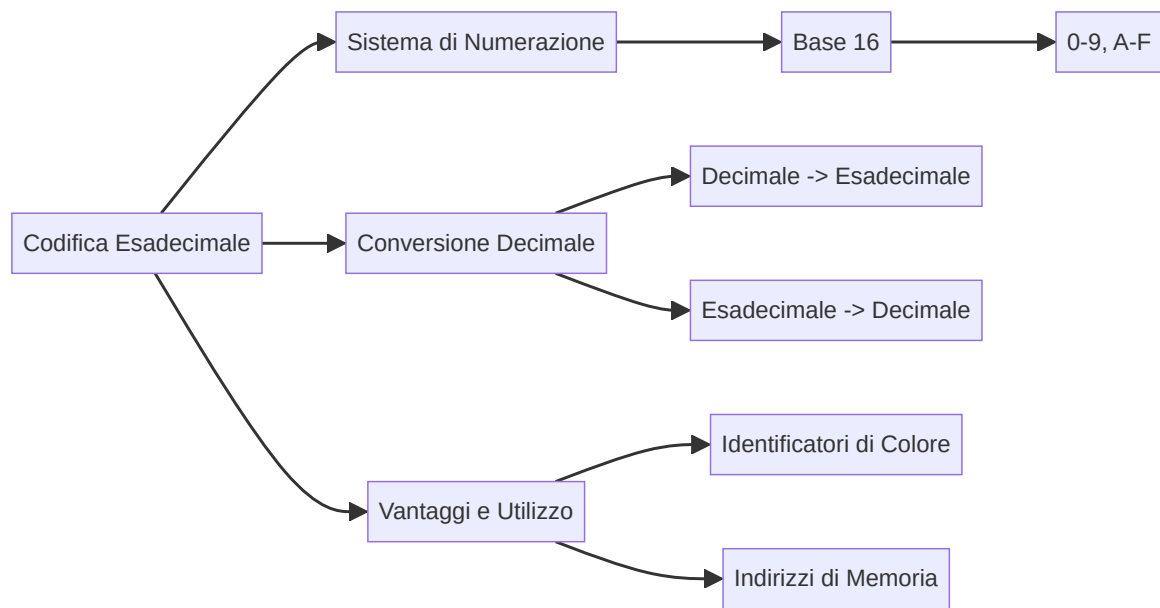 Sistema di Numerazione
Base 16
0-9, A-F
Decimale -> Esadecimale
Codifica Esadecimale
Conversione Decimale
Esadecimale -> Decimale
Identificatori di Colore
Vantaggi e Utilizzo
Indirizzi di Memoria